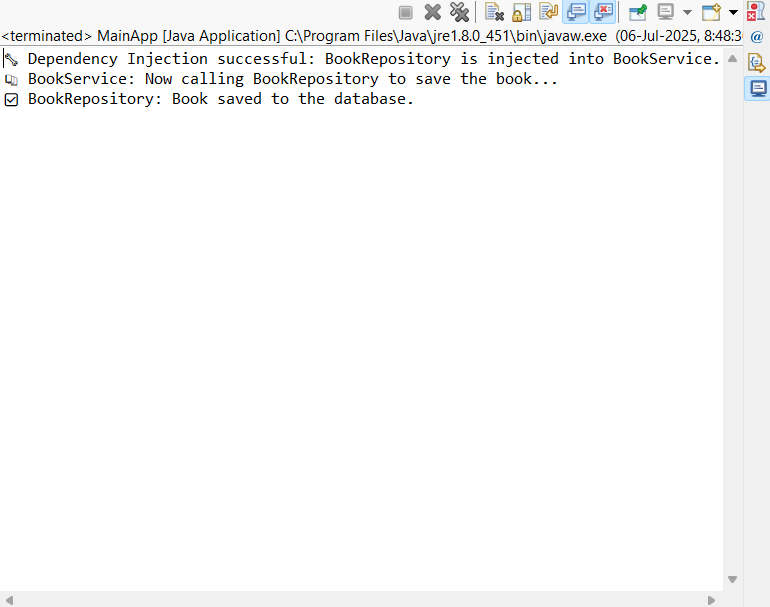 <terminated> MainApp [Java Application] C:\Program Files\Java\jre1.8.0_451\bin\javaw.exe (06-Jul-2025, 8:48:3
🔧 Dependency Injection successful: BookRepository is injected into BookService.
📚 BookService: Now calling BookRepository to save the book...
✅ BookRepository: Book saved to the database.